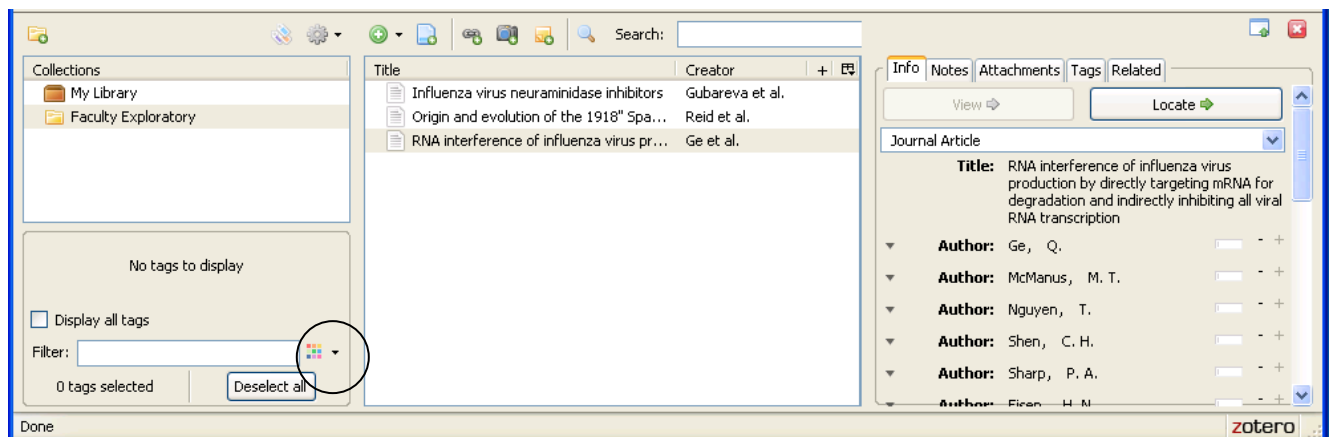 Search:
Collections
My Library
Faculty Exploratory
No tags to display
Display all tags
Filter:
0 tags selected
Deselect all
Title Creator +
Influenza virus neuraminidase inhibitors Gubareva et al.
Origin and evolution of the 1918" Spa... Reid et al.
RNA interference of influenza virus pr... Ge et al.
Info Notes Attachments Tags Related
View Locate
Journal Article
Title: RNA interference of influenza virus
production by directly targeting mRNA for
degradation and indirectly inhibiting all viral
RNA transcription
Author: Ge, Q. - +
Author: McManus, M. T. - +
Author: Nguyen, T. - +
Author: Shen, C. H. - +
Author: Sharp, P. A. - +
Author: Eisen, H. N. - +
Done
zotero